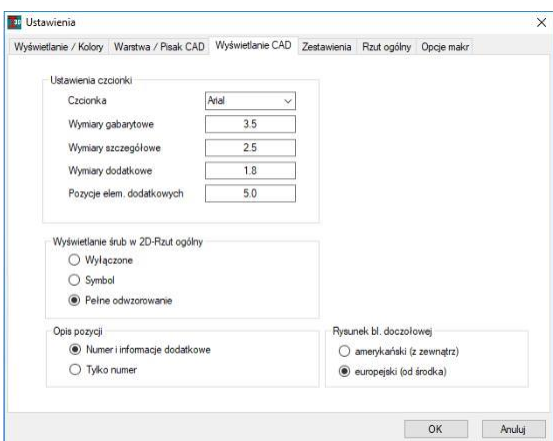 Ustawienia
Wyświetlanie / Kolory Warstwa / Pisak CAD Wyświetlanie CAD Zestawienia Rzut ogólny Opcje makr
Ustawienia czcionki
Czcionka Arial
Wymiary gabarytowe 3.5
Wymiary szczegółowe 2.5
Wymiary dodatkowe 1.8
Pozycje elem. dodatkowych 5.0
Wyświetlanie śrub w 2D-Rzut ogólny
Wyłączone
Symbol
Pełne odwzorowanie
Opis pozycji
Numer i informacje dodatkowe
Tylko numer
Rysunek bl. doczołowej
amerykański (z zewnątrz)
europejski (od środka)
OK Anuluj